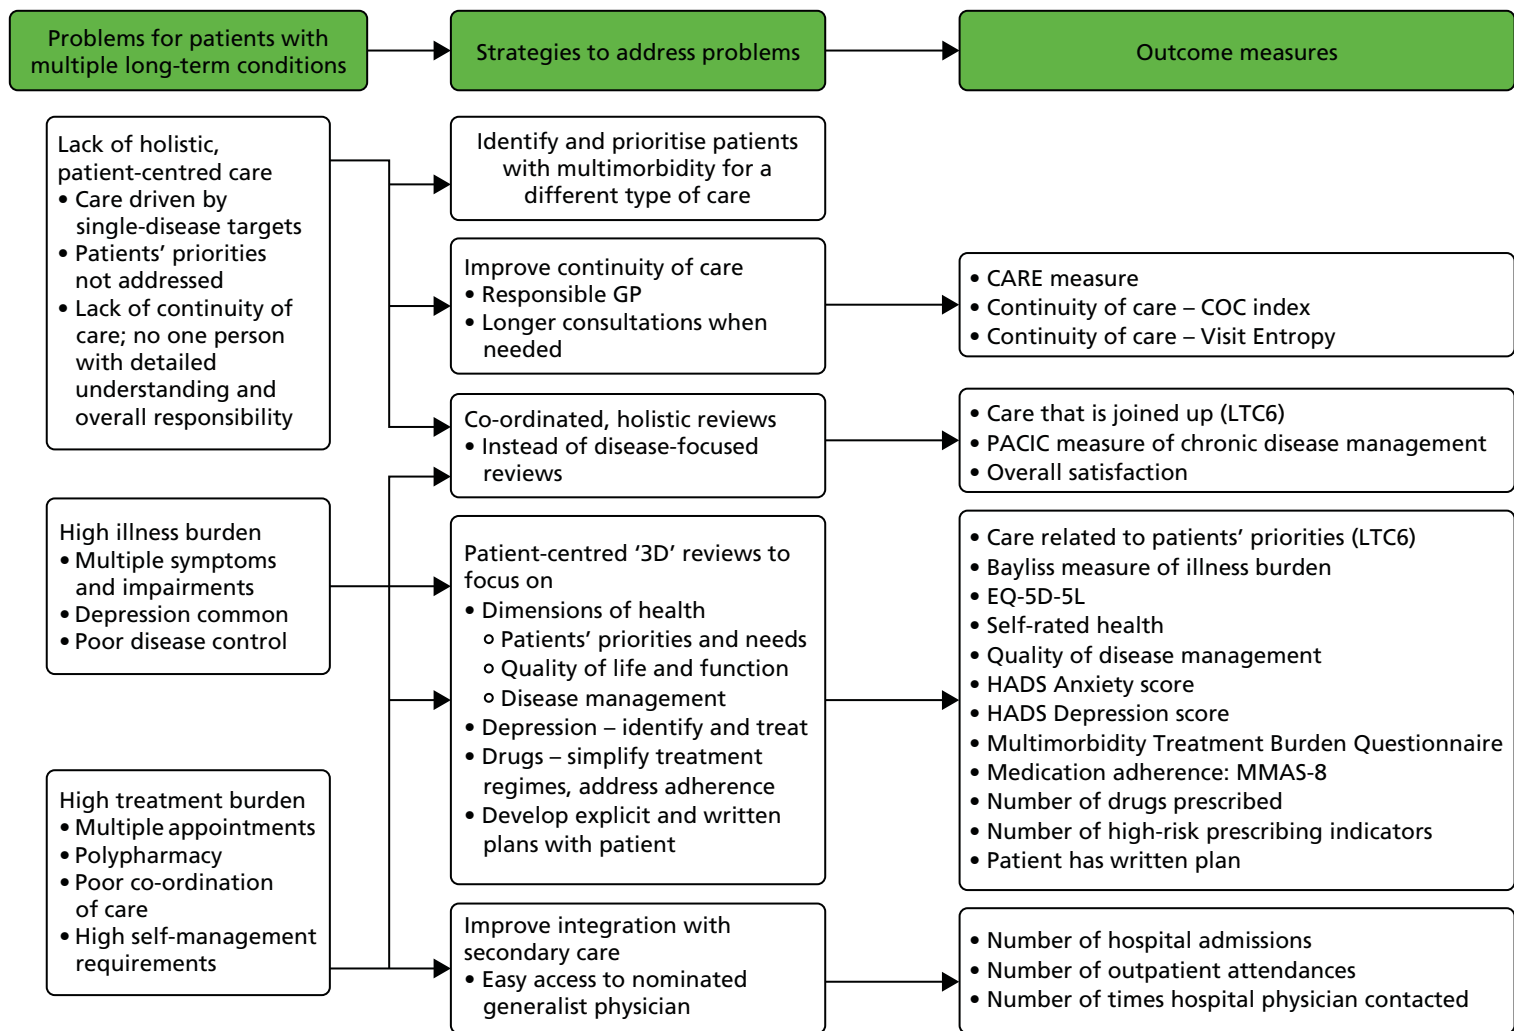 Problems for patients with
multiple long-term conditions
Strategies to address problems
Outcome measures
Lack of holistic,
patient-centred care
• Care driven by
single-disease targets
• Patients’ priorities
not addressed
• Lack of continuity of
care; no one person
with detailed
understanding and
overall responsibility
High illness burden
• Multiple symptoms
and impairments
• Depression common
• Poor disease control
High treatment burden
• Multiple appointments
• Polypharmacy
• Poor co-ordination
of care
• High self-management
requirements
Identify and prioritise patients
with multimorbidity for a
different type of care
Improve continuity of care
• Responsible GP
• Longer consultations when
needed
Co-ordinated, holistic reviews
• Instead of disease-focused
reviews
Patient-centred ‘3D’ reviews to
focus on
• Dimensions of health
Patients’ priorities and needs
Quality of life and function
Disease management
• Depression – identify and treat
• Drugs – simplify treatment
regimes, address adherence
• Develop explicit and written
plans with patient
Improve integration with
secondary care
• Easy access to nominated
generalist physician
• CARE measure
• Continuity of care – COC index
• Continuity of care – Visit Entropy
• Care that is joined up (LTC6)
• PACIC measure of chronic disease management
• Overall satisfaction
• Care related to patients’ priorities (LTC6)
• Bayliss measure of illness burden
• EQ-5D-5L
• Self-rated health
• Quality of disease management
• HADS Anxiety score
• HADS Depression score
• Multimorbidity Treatment Burden Questionnaire
• Medication adherence: MMAS-8
• Number of drugs prescribed
• Number of high-risk prescribing indicators
• Patient has written plan
• Number of hospital admissions
• Number of outpatient attendances
• Number of times hospital physician contacted